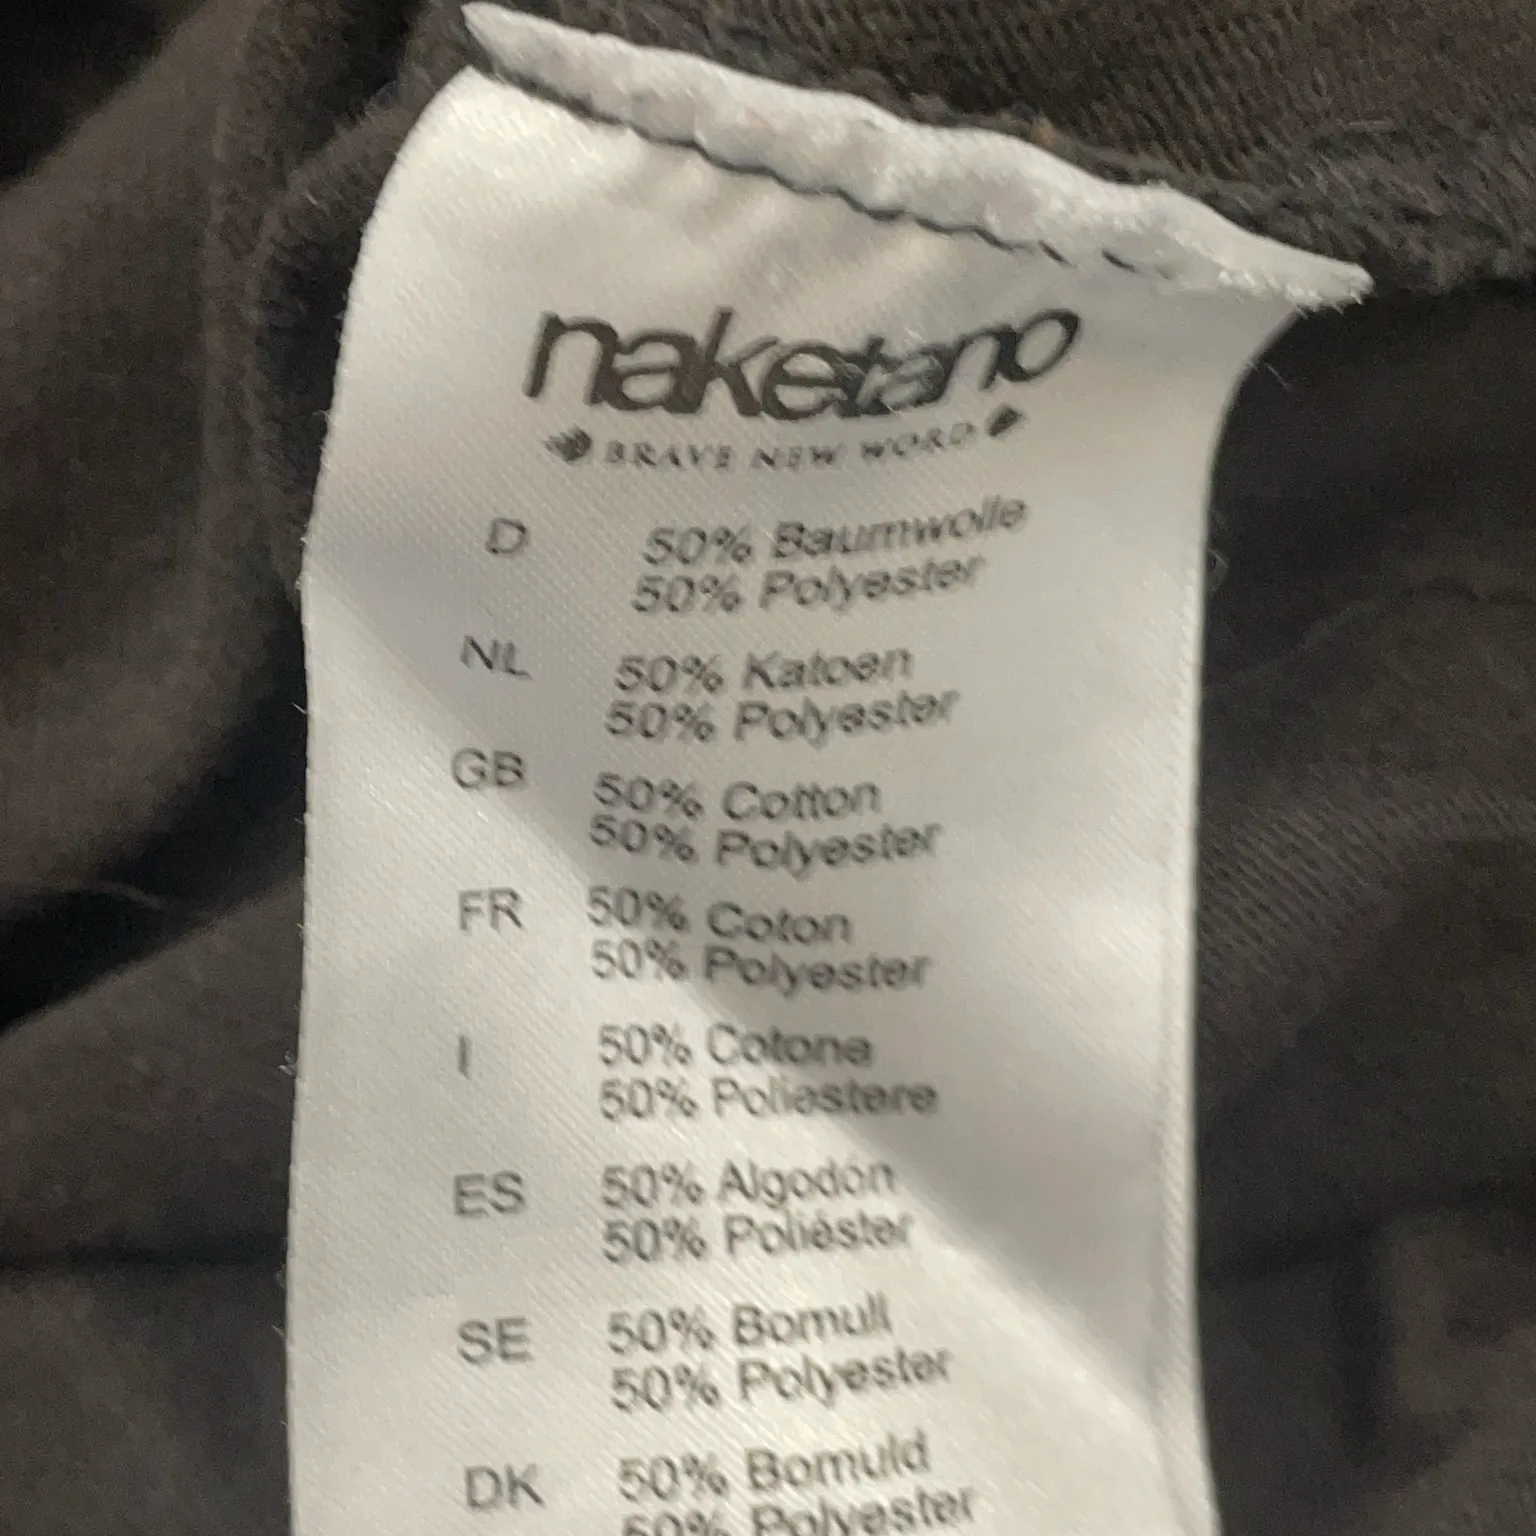 naketano
BRAVE NEW WORD
D 50% Baumwolle
50% Polyester
NL 50% Katoen
50% Polyester
GB 50% Cotton
50% Polyester
FR 50% Coton
50% Polyester
I 50% Cotone
50% Poliestere
ES 50% Algodón
50% Poliéster
SE 50% Bomull
50% Polyester
DK 50% Bomuld
50% Polyester